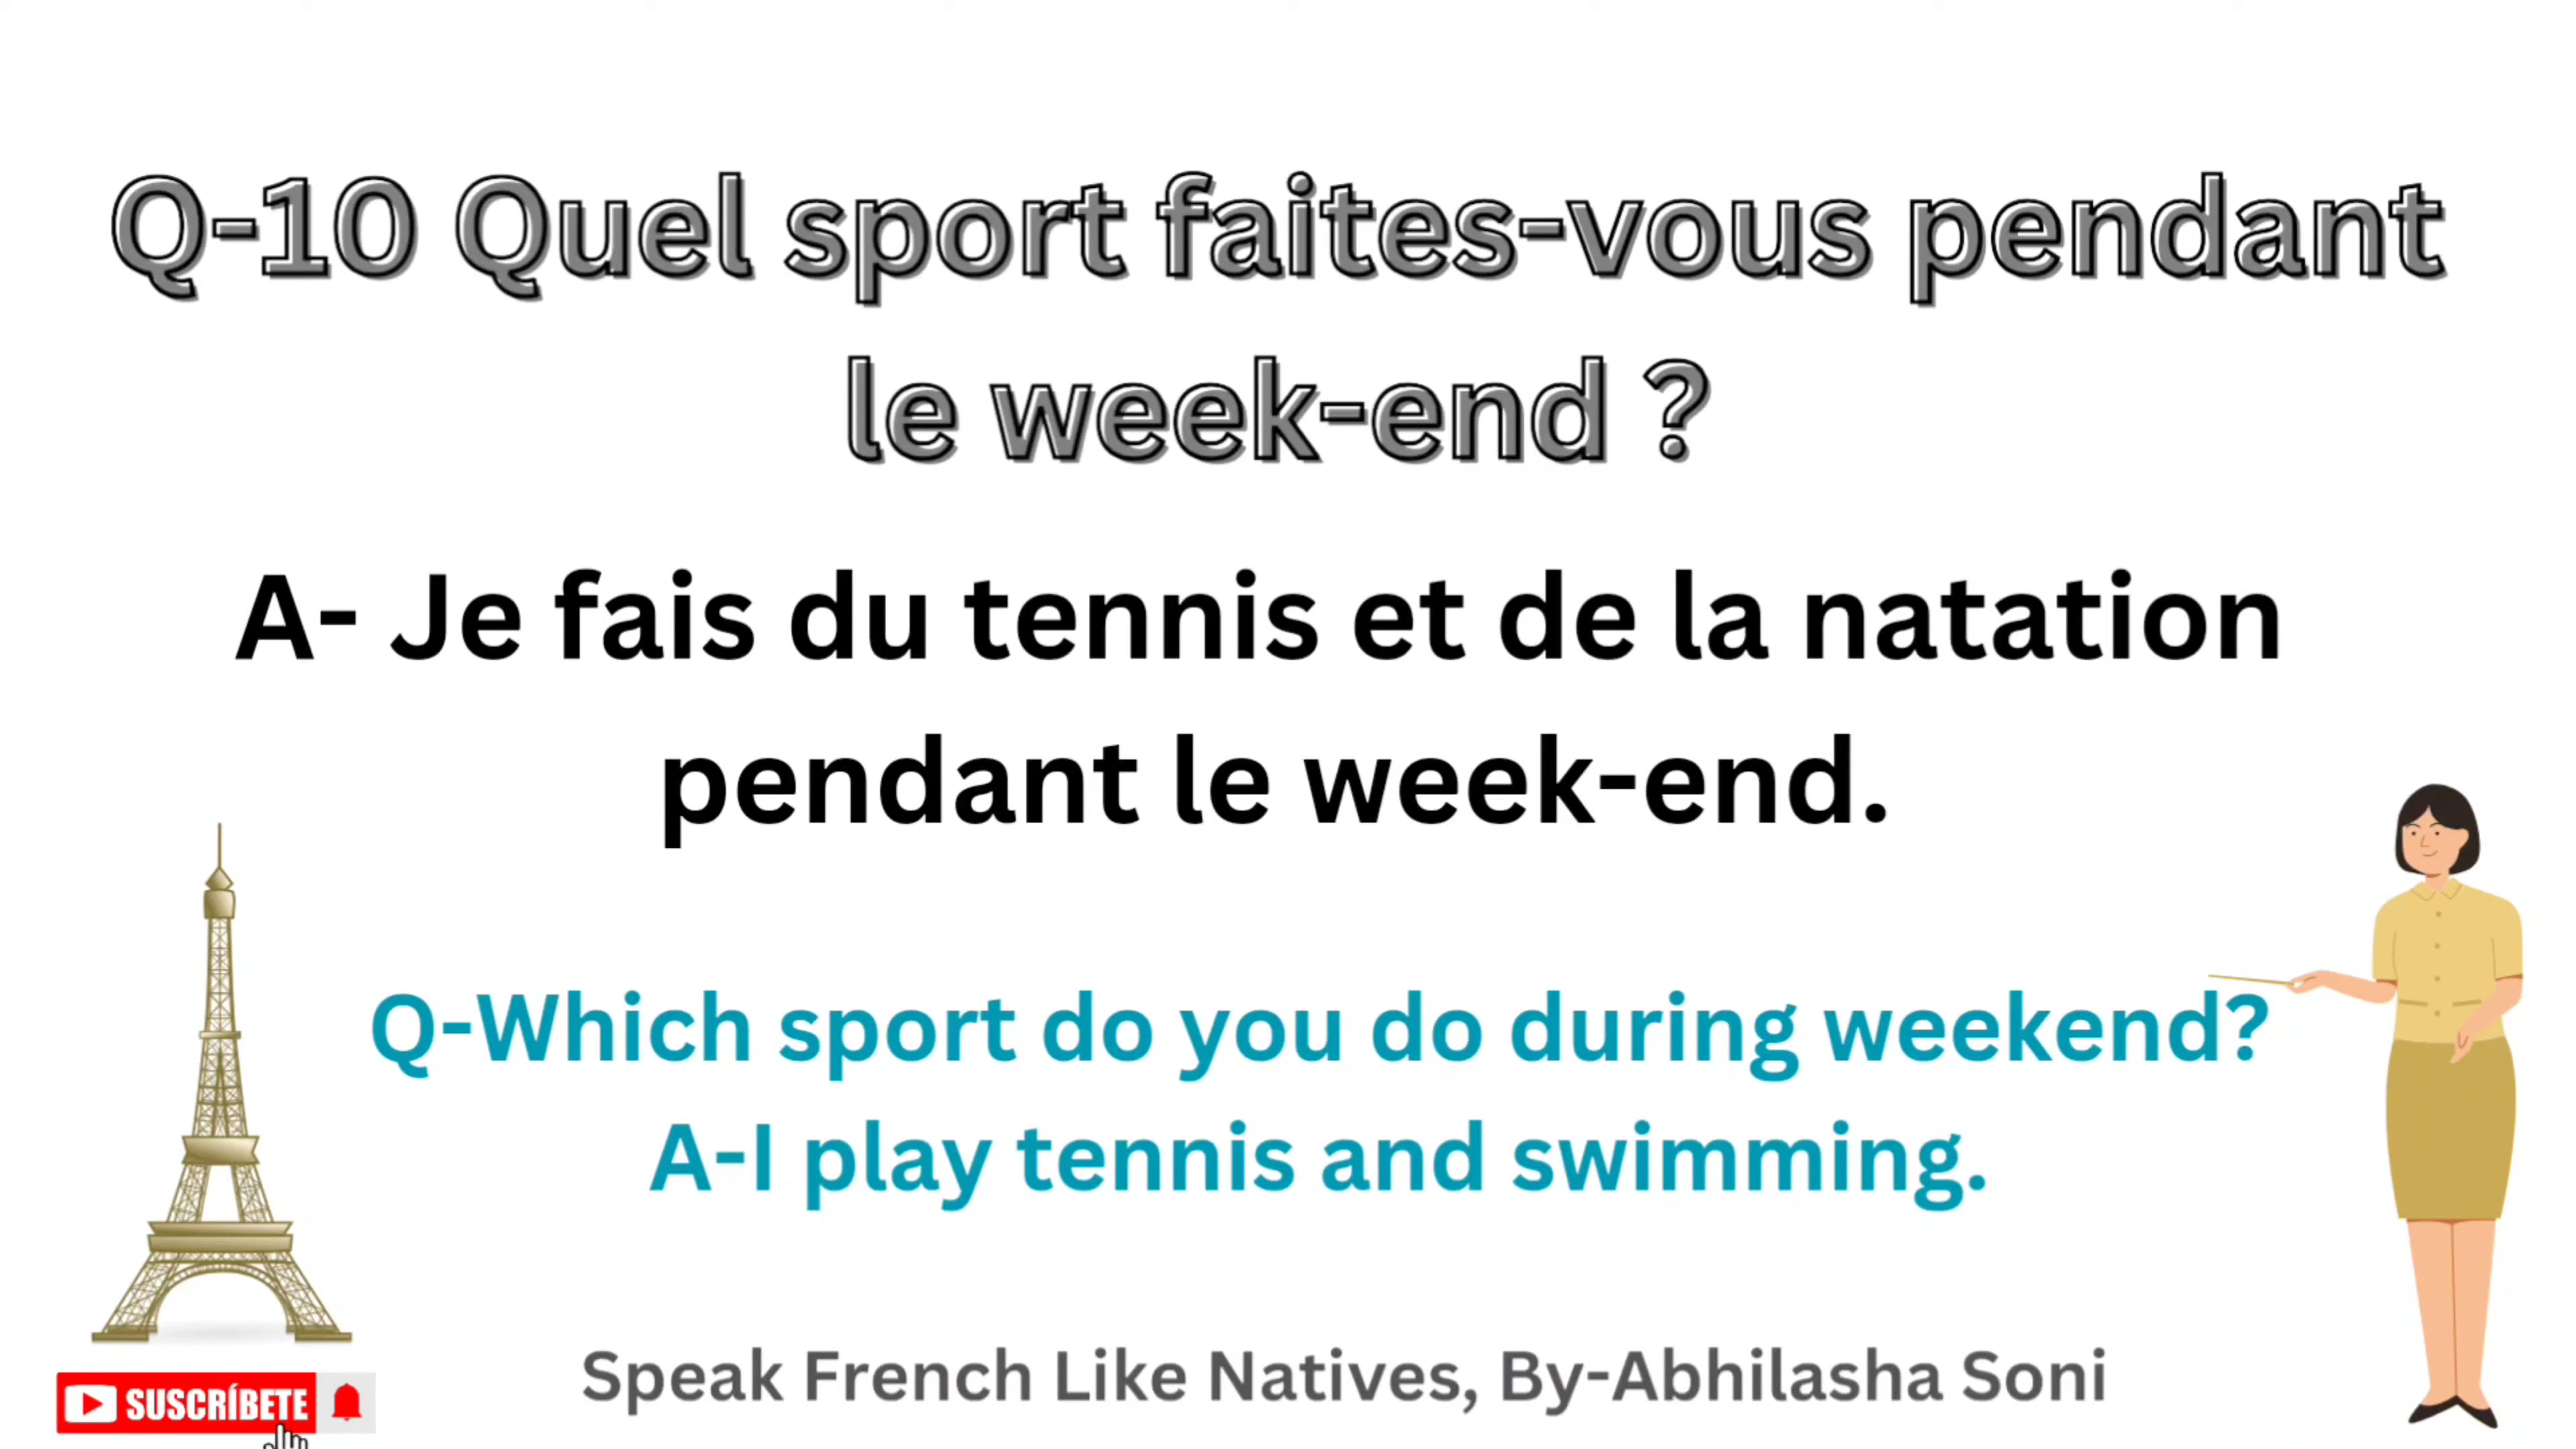 Q-10 Quel sport faites-vous pendant
le week-end ?
A- Je fais du tennis et de la natation
pendant le week-end.
Q-Which sport do you do during weekend?
A-I play tennis and swimming.
Speak French Like Natives, By-Abhilasha Soni
SUSCRÍBETE